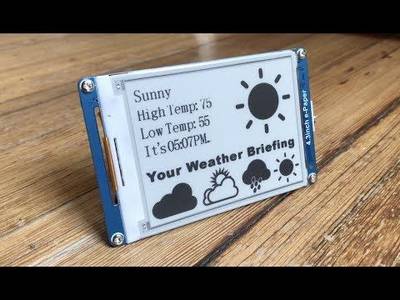 Sunny
High Temp: 75
Low Temp: 55
It's 05:07PM.
Your Weather Briefing
4.3inch e-Paper